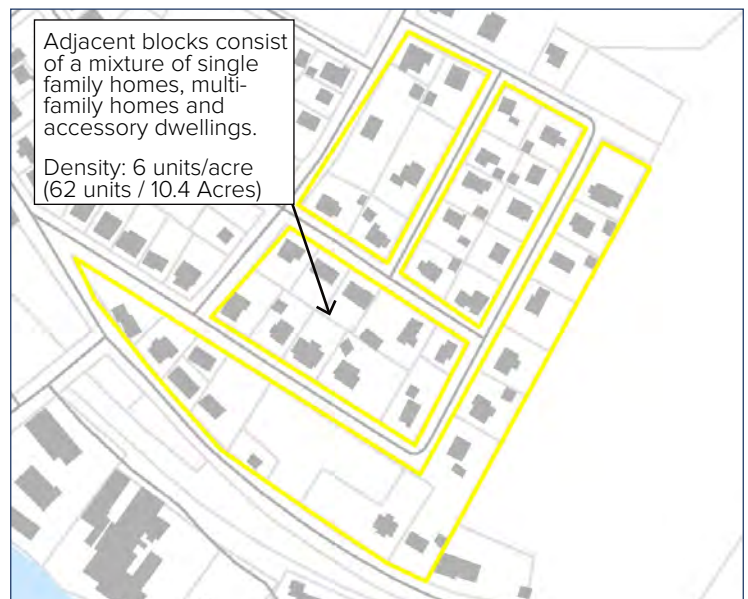 Adjacent blocks consist
of a mixture of single
family homes, multi-
family homes and
accessory dwellings.
Density: 6 units/acre
(62 units / 10.4 Acres)